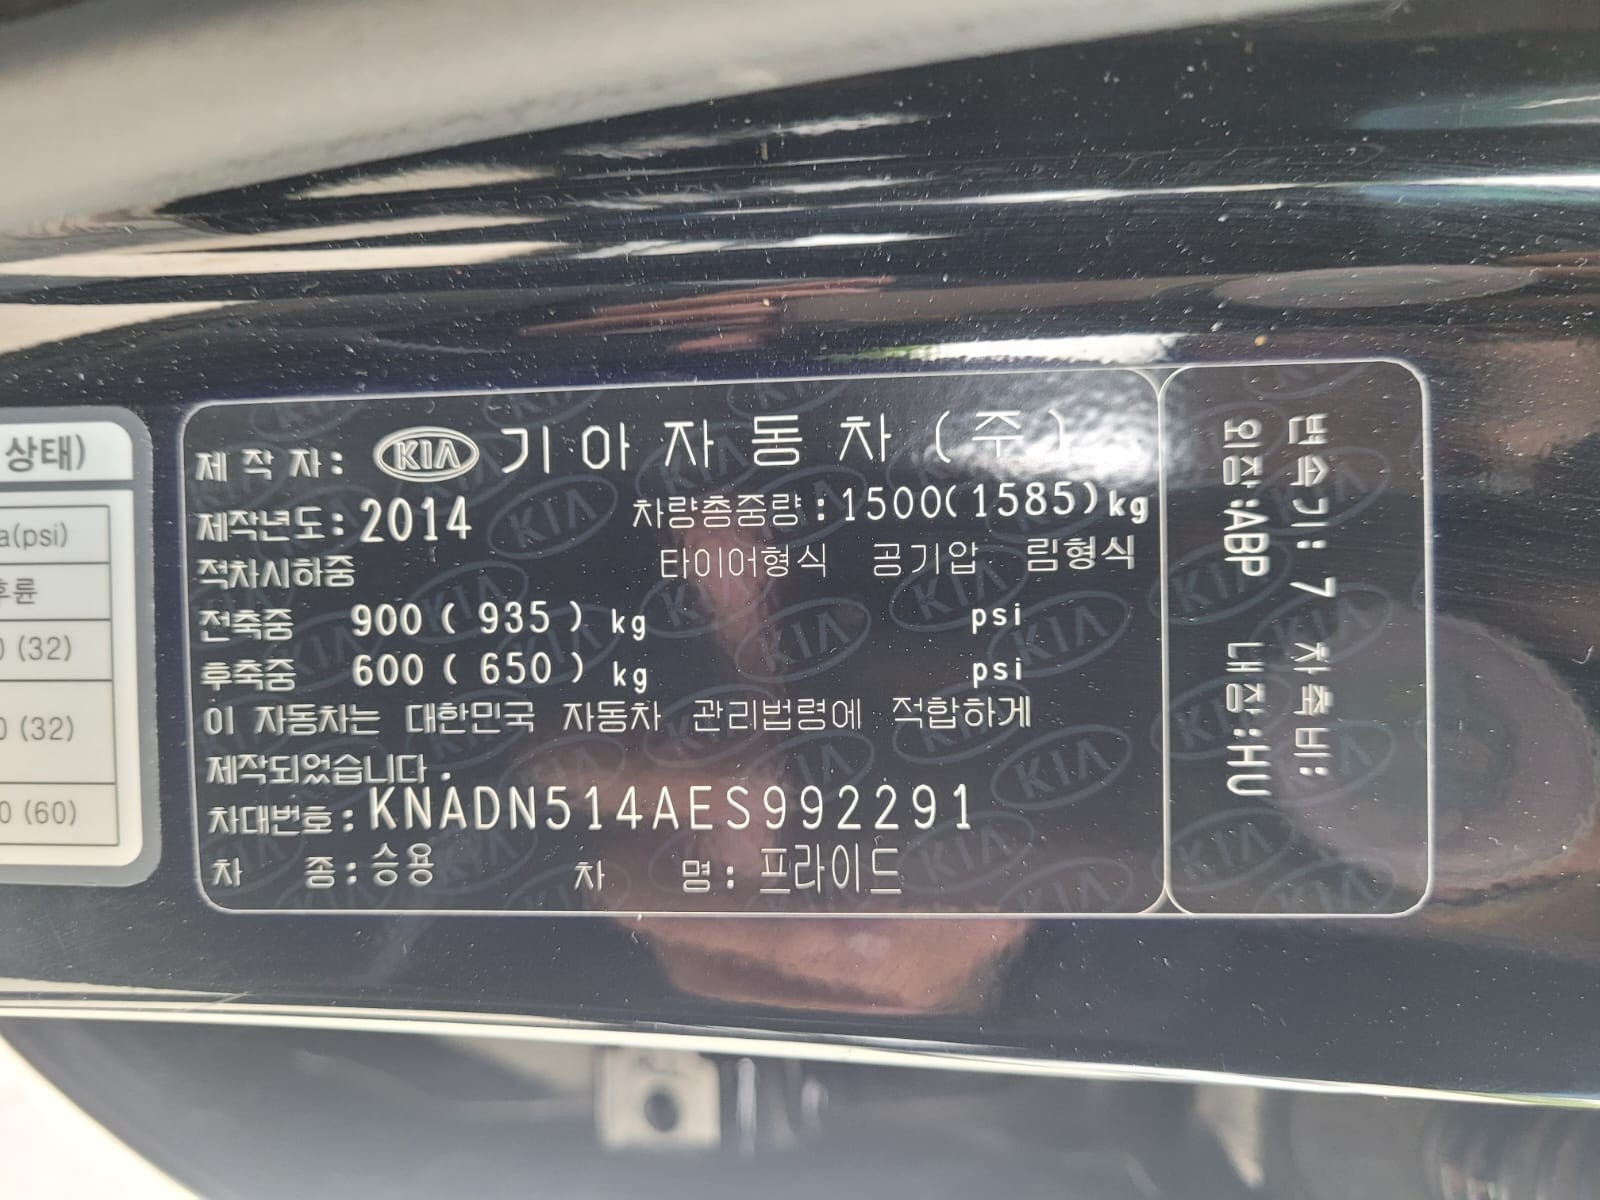 상태)
a(psi)
후륜
0 (32)
0 (32)
0 (60)
제 작 자 : KIA 기 아 자 동 차 (주)
제작년도 : 2014 차량총중량 : 1500(1585)kg
적차시하중 타이어형식 공기압 림형식
전축중 900 ( 935 ) kg psi
후축중 600 ( 650 ) kg psi
이 자동차는 대한민국 자동차 관리법령에 적합하게
제작되었습니다.
차대번호 : KNADN514AES992291
차 종 : 승용 차 명 : 프라이드
변속기 : 7 차축비 :
외장 : ABP 내장 : HU